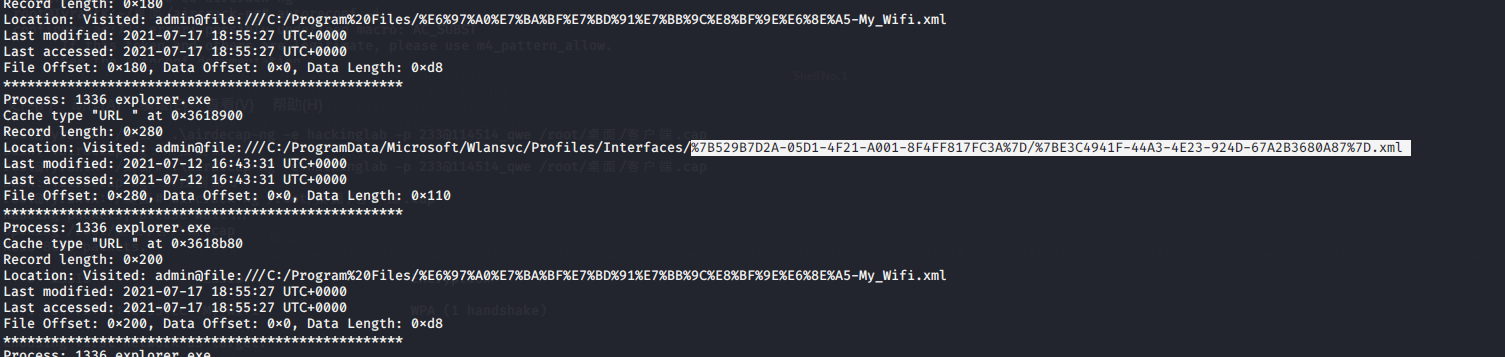 Record length: 0×180
Location: Visited: admin@file:///C:/Program%20Files/%E6%97%A0%E7%BA%BF%E7%BD%91%E7%BB%9C%E8%BF%9E%E6%8E%A5-My_Wifi.xml
Last modified: 2021-07-17 18:55:27 UTC+0000
Last accessed: 2021-07-17 18:55:27 UTC+0000
File Offset: 0×180, Data Offset: 0×0, Data Length: 0×d8
**************************************************
Process: 1336 explorer.exe
Cache type "URL " at 0×3618900
Record length: 0×280
Location: Visited: admin@file:///C:/ProgramData/Microsoft/Wlansvc/Profiles/Interfaces/%7B529B7D2A-05D1-4F21-A001-8F4FF817FC3A%7D/%7BE3C4941F-44A3-4E23-924D-67A2B3680A87%7D.xml
Last modified: 2021-07-12 16:43:31 UTC+0000
Last accessed: 2021-07-12 16:43:31 UTC+0000
File Offset: 0×280, Data Offset: 0×0, Data Length: 0×110
**************************************************
Process: 1336 explorer.exe
Cache type "URL " at 0×3618b80
Record length: 0×200
Location: Visited: admin@file:///C:/Program%20Files/%E6%97%A0%E7%BA%BF%E7%BD%91%E7%BB%9C%E8%BF%9E%E6%8E%A5-My_Wifi.xml
Last modified: 2021-07-17 18:55:27 UTC+0000
Last accessed: 2021-07-17 18:55:27 UTC+0000
WPA (1 handshake)
File Offset: 0×200, Data Offset: 0×0, Data Length: 0×d8
**************************************************
Process: 1336 explorer.exe